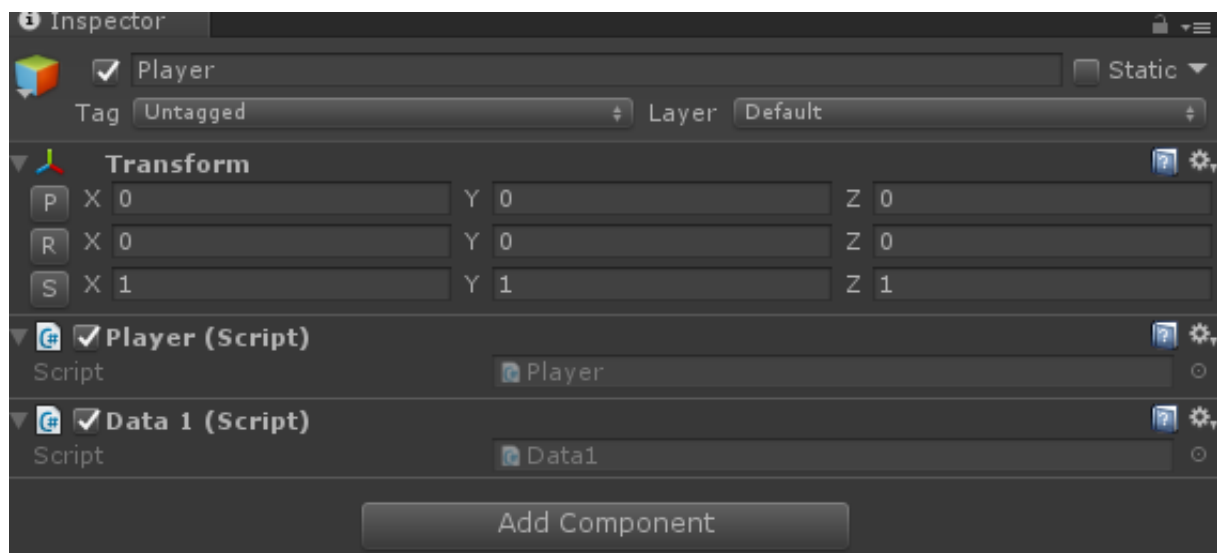 Inspector
Player Static
Tag Untagged Layer Default
Transform
P X 0 Y 0 Z 0
R X 0 Y 0 Z 0
S X 1 Y 1 Z 1
Player (Script)
Script Player
Data 1 (Script)
Script Data1
Add Component